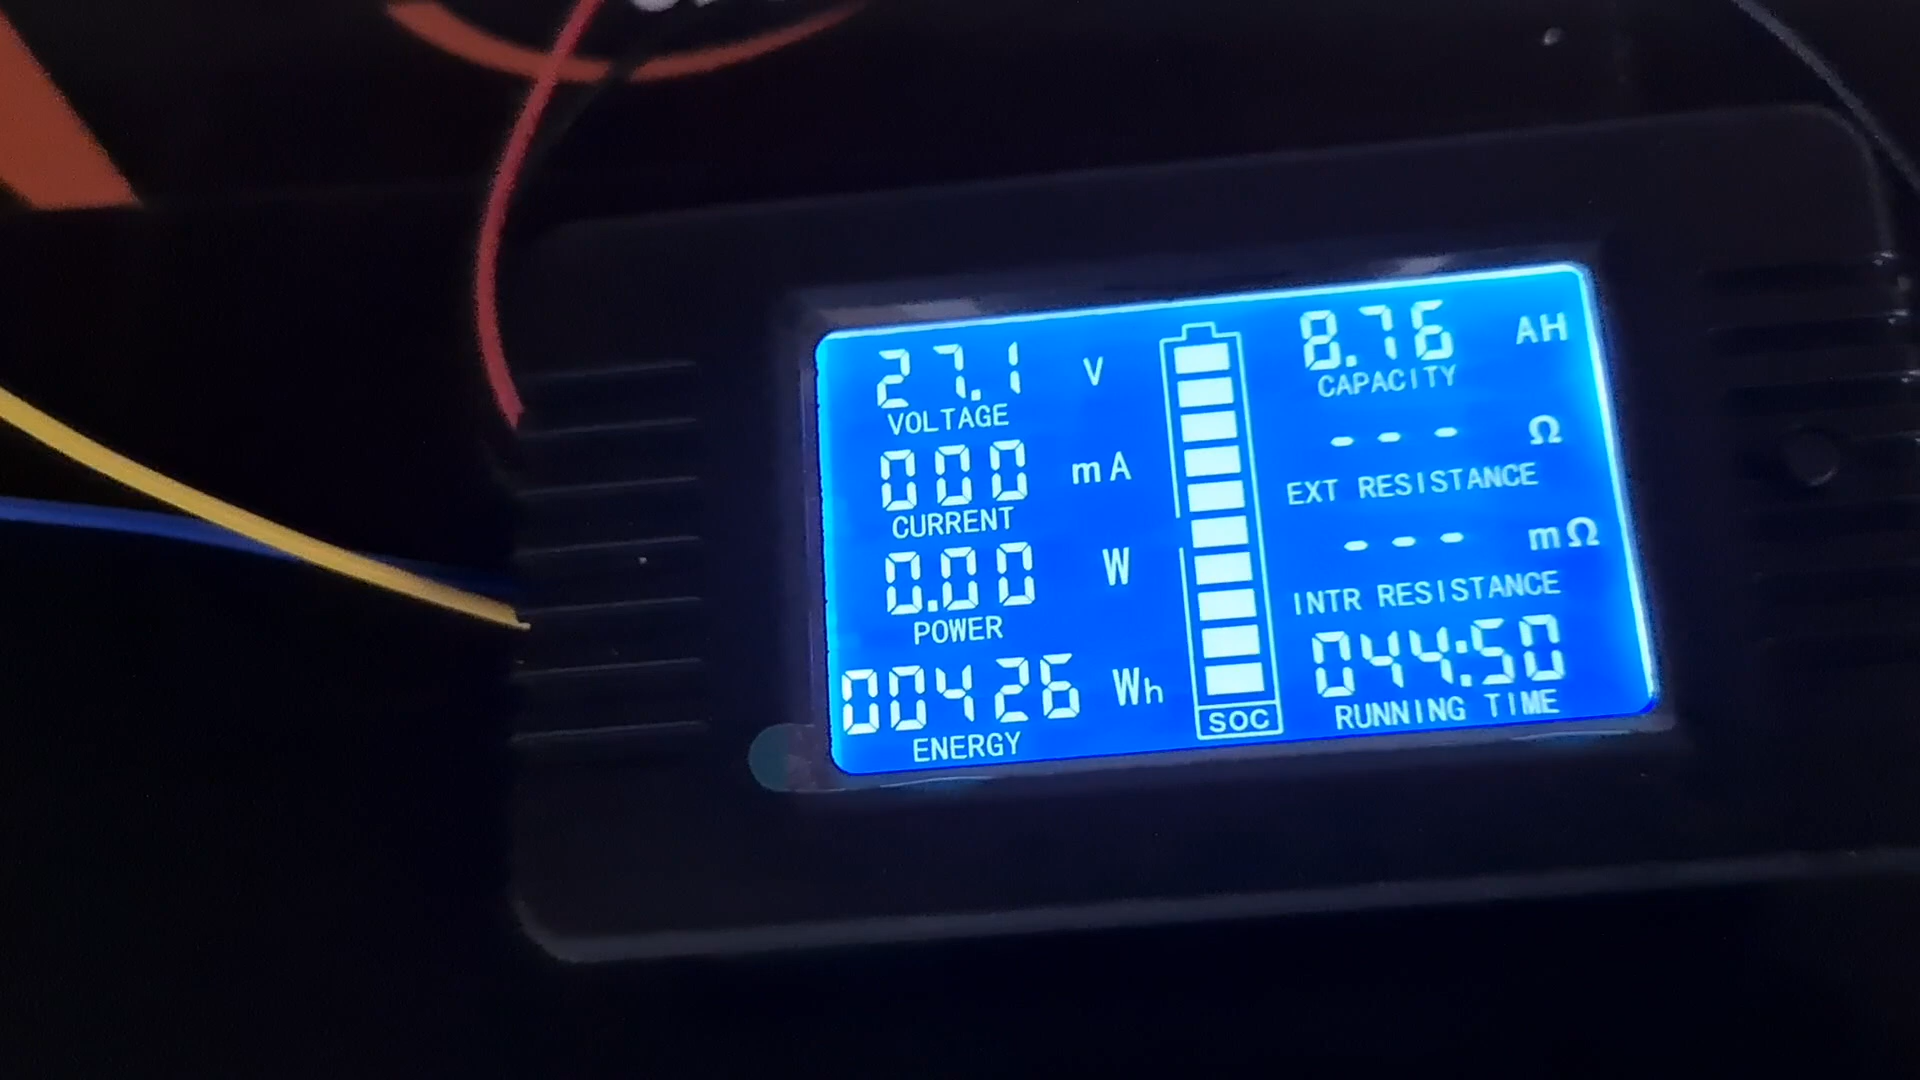 27.1 V
VOLTAGE
000 mA
CURRENT
0.00 W
POWER
00426 Wh
ENERGY
SOC
8.76 AH
CAPACITY
--- Ω
EXT RESISTANCE
--- mΩ
INTR RESISTANCE
044:50
RUNNING TIME